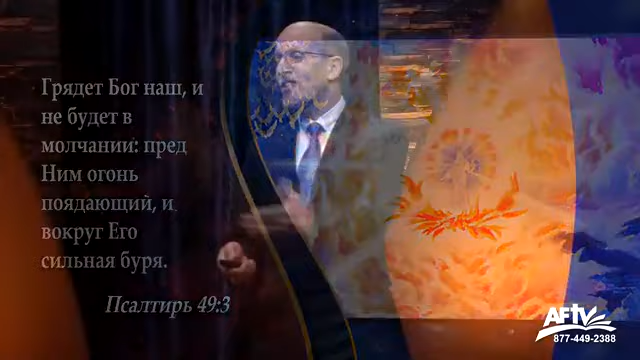 Грядет Бог наш, и
не будет в
молчании: пред
Ним огонь
поядающий, и
вокруг Его
сильная буря.
Псалтирь 49:3
AFTV
877-449-2388